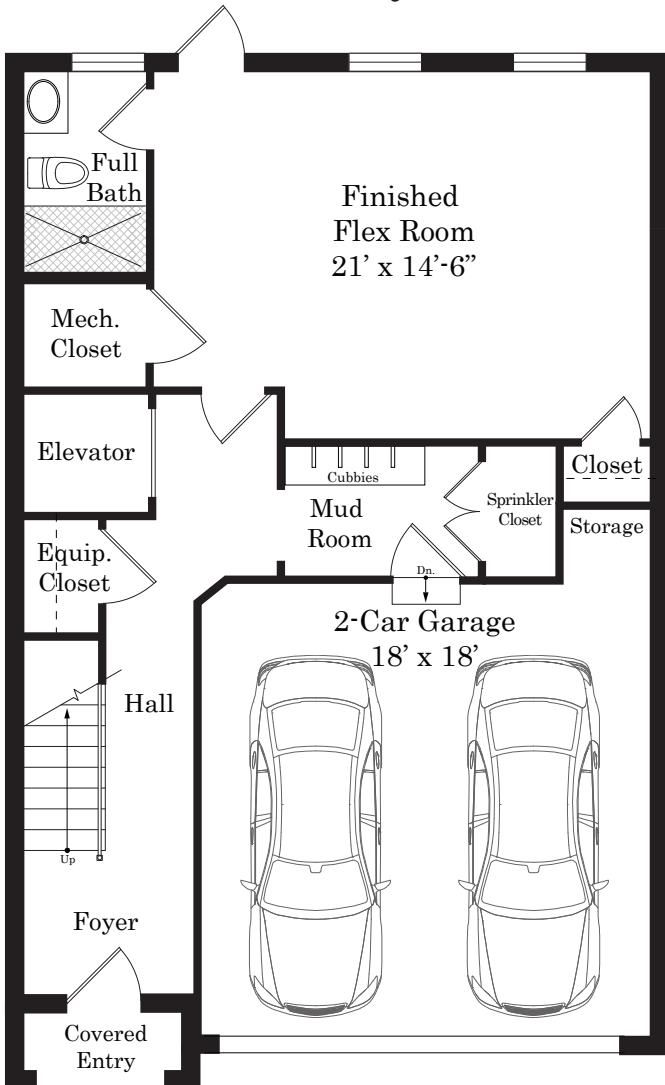 Full
Bath
Finished
Flex Room
21’ x 14’-6”
Mech.
Closet
Elevator
Closet
Cubbies
Sprinkler
Closet
Mud
Room
Storage
Equip.
Closet
Dn.
2-Car Garage
18’ x 18’
Hall
Up
Foyer
Covered
Entry